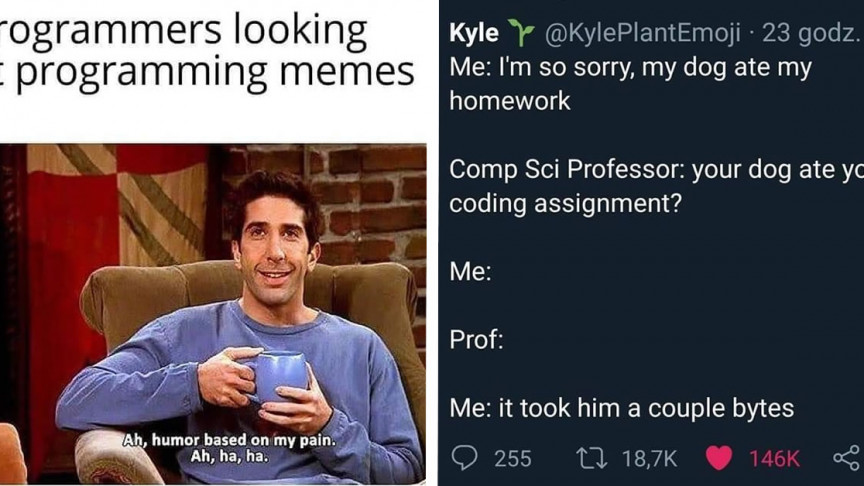 rogrammers looking
t programming memes
Ah, humor based on my pain.
Ah, ha, ha.
Kyle @KylePlantEmoji · 23 godz.
Me: I'm so sorry, my dog ate my
homework
Comp Sci Professor: your dog ate yo
coding assignment?
Me:
Prof:
Me: it took him a couple bytes
255 18,7K 146K